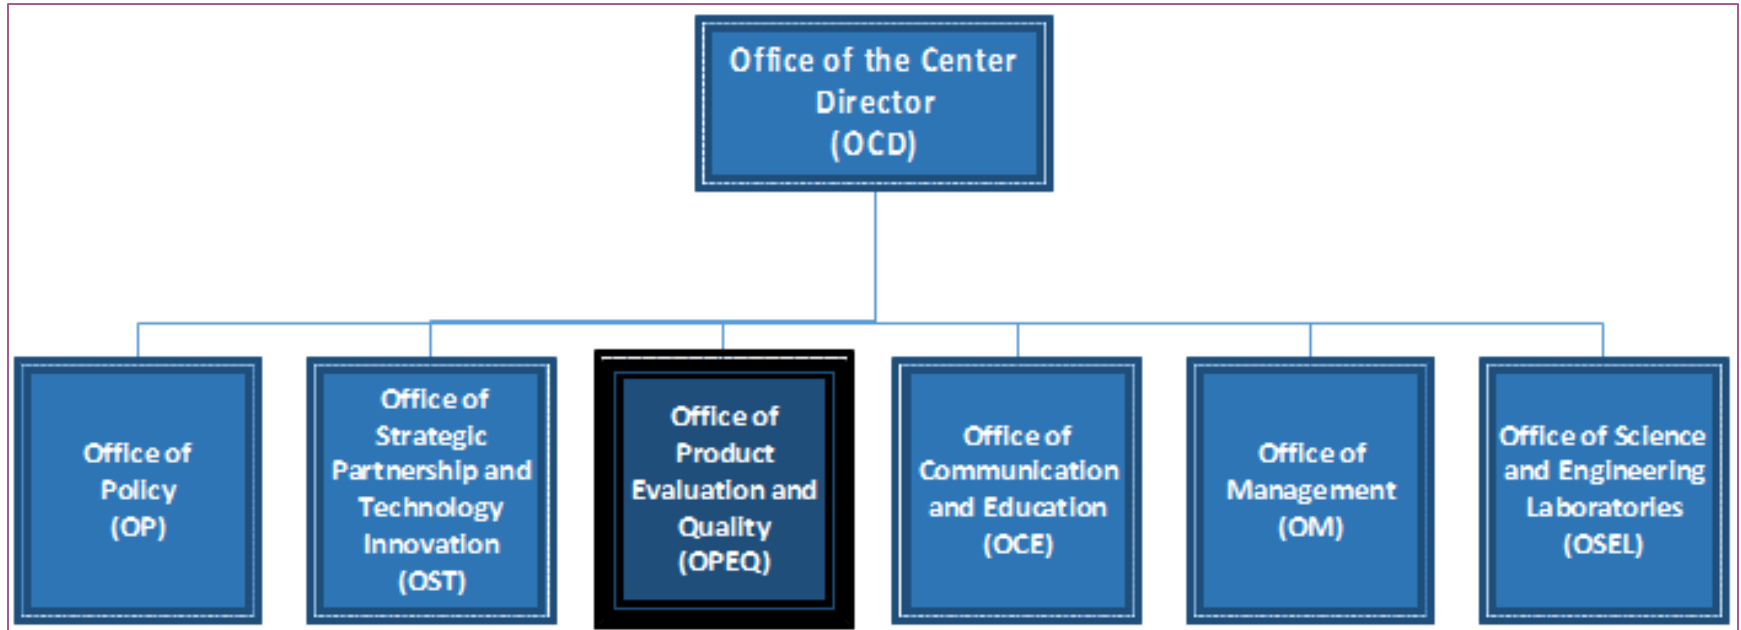 Office of the Center
Director
(OCD)
Office of
Policy
(OP)
Office of
Strategic
Partnership and
Technology
Innovation
(OST)
Office of
Product
Evaluation and
Quality
(OPEQ)
Office of
Communication
and Education
(OCE)
Office of
Management
(OM)
Office of Science
and Engineering
Laboratories
(OSEL)